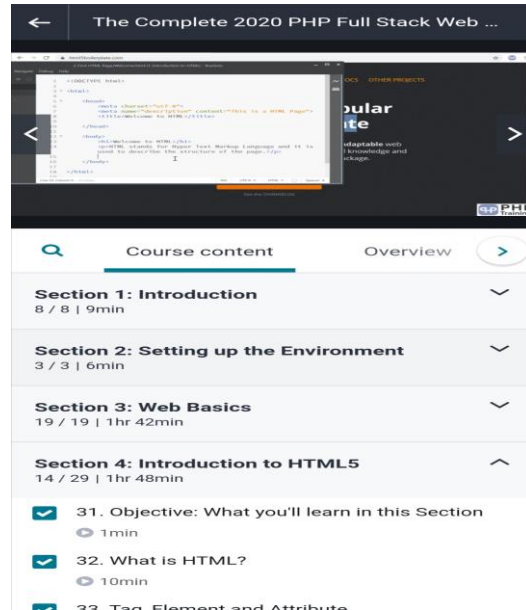 The Complete 2020 PHP Full Stack Web ...
html5boilerplate.com
<!DOCTYPE html>
<html>
<head>
<meta charset="utf-8">
<meta name="description" content="This is a HTML Page">
<title>Welcome to HTML</title>
</head>
<body>
<h1>Welcome to HTML</h1>
<p>HTML stands for Hyper Text Markup Language and it is
used to describe the structure of the page.</p>
</body>
</html>
DOCS OTHER PROJECTS
pular
te
adaptable web
l knowledge and
ckage.
PHP
Training
Course content
Overview
Section 1: Introduction
8 / 8 | 9min
Section 2: Setting up the Environment
3 / 3 | 6min
Section 3: Web Basics
19 / 19 | 1hr 42min
Section 4: Introduction to HTML5
14 / 29 | 1hr 48min
31. Objective: What you'll learn in this Section
1min
32. What is HTML?
10min
33. Tag, Element and Attribute